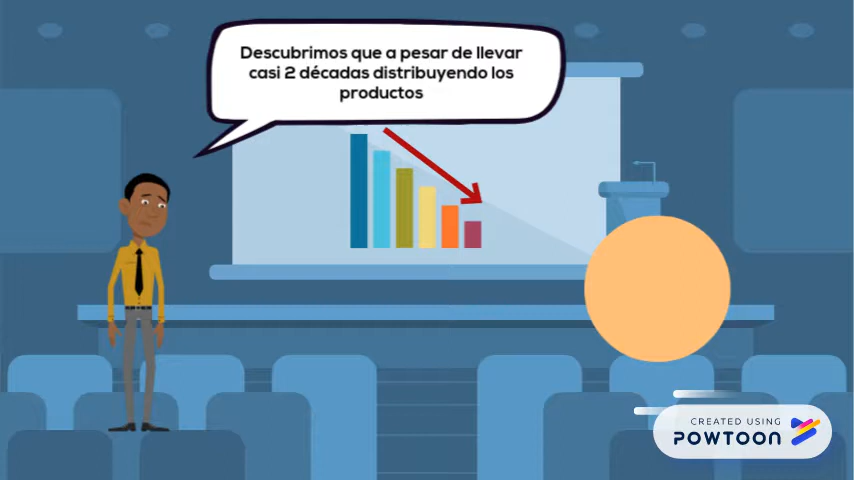 Descubrimos que a pesar de llevar
casi 2 décadas distribuyendo los
productos
CREATED USING
POWTOON